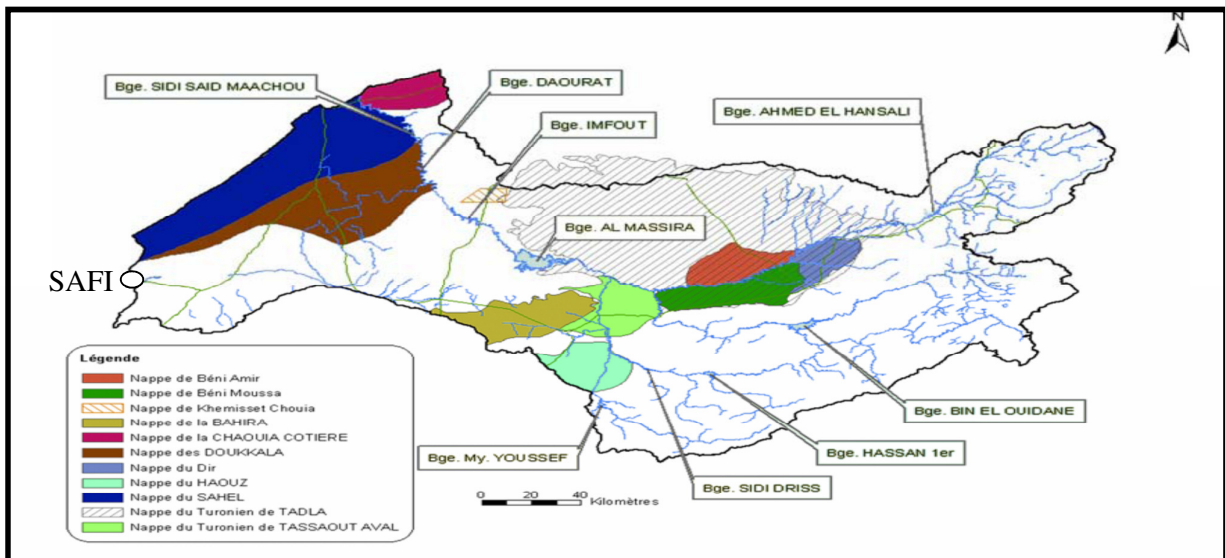 N
Bge. SIDI SAID MAACHOU
Bge. DAOURAT
Bge. IMFOUT
Bge. AHMED EL HANSALI
Bge. AL MASSIRA
SAFI
Légende
Nappe de Béni Amir
Nappe de Béni Moussa
Nappe de Khemisset Chouia
Nappe de la BAHIRA
Nappe de la CHAOUIA COTIERE
Nappe des DOUKKALA
Nappe du Dir
Nappe du HAOUZ
Nappe du SAHEL
Nappe du Turonien de TADLA
Nappe du Turonien de TASSAOUT AVAL
Bge. BIN EL OUIDANE
Bge. HASSAN 1er
Bge. My. YOUSSEF
Bge. SIDI DRISS
0 20 40 Kilomètres